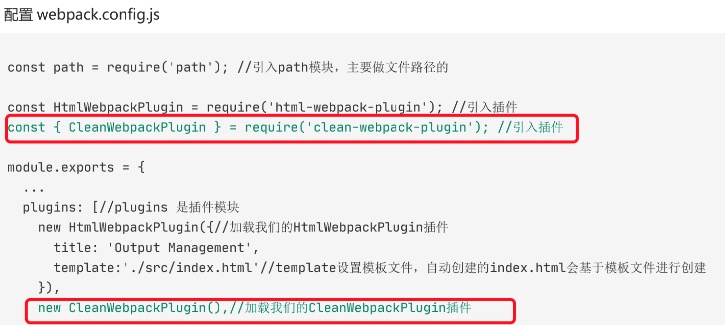 配置 webpack.config.js
const path = require('path'); //引入path模块，主要做文件路径的
const HtmlWebpackPlugin = require('html-webpack-plugin'); //引入插件
const { CleanWebpackPlugin } = require('clean-webpack-plugin'); //引入插件
module.exports = {
  ...
  plugins: [//plugins 是插件模块
    new HtmlWebpackPlugin({//加载我们的HtmlWebpackPlugin插件
      title: 'Output Management',
      template:'./src/index.html'//template设置模板文件，自动创建的index.html会基于模板文件进行创建
    }),
    new CleanWebpackPlugin(),//加载我们的CleanWebpackPlugin插件